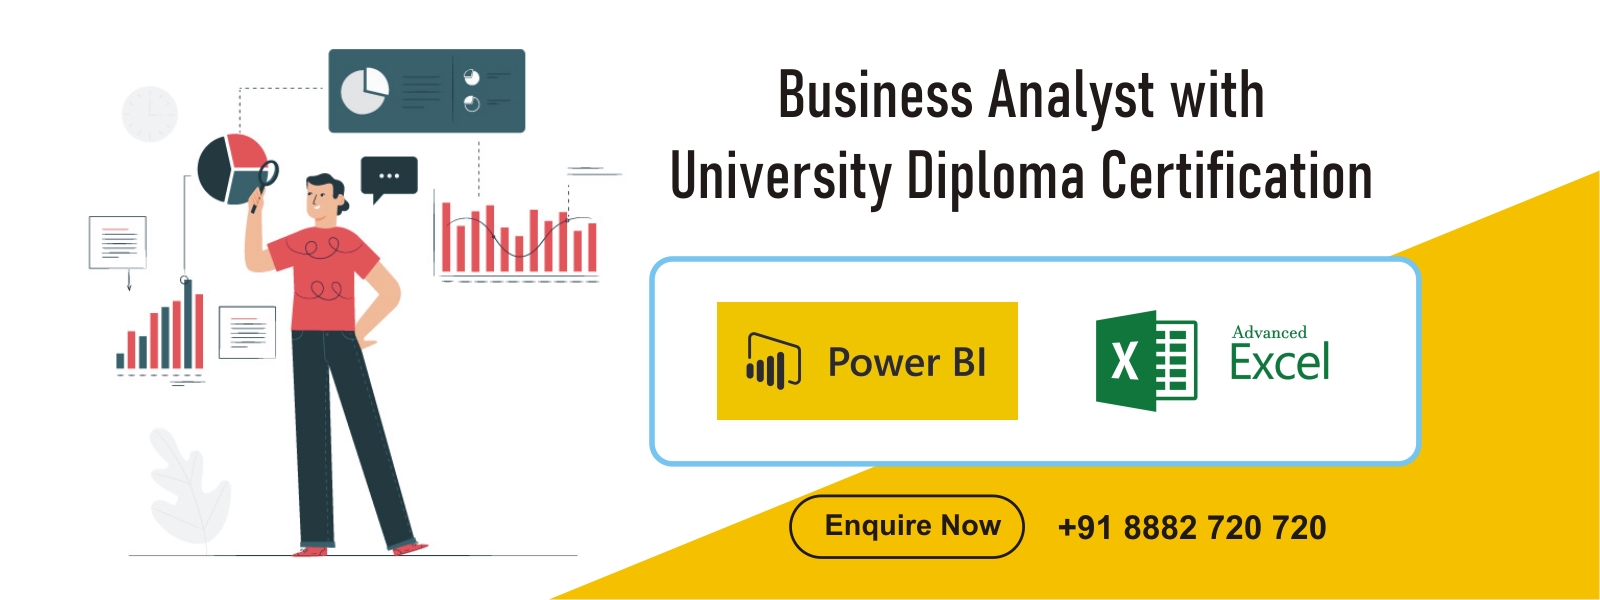 Business Analyst with
University Diploma Certification
Power BI
X
Advanced
Excel
Enquire Now
+91 8882 720 720